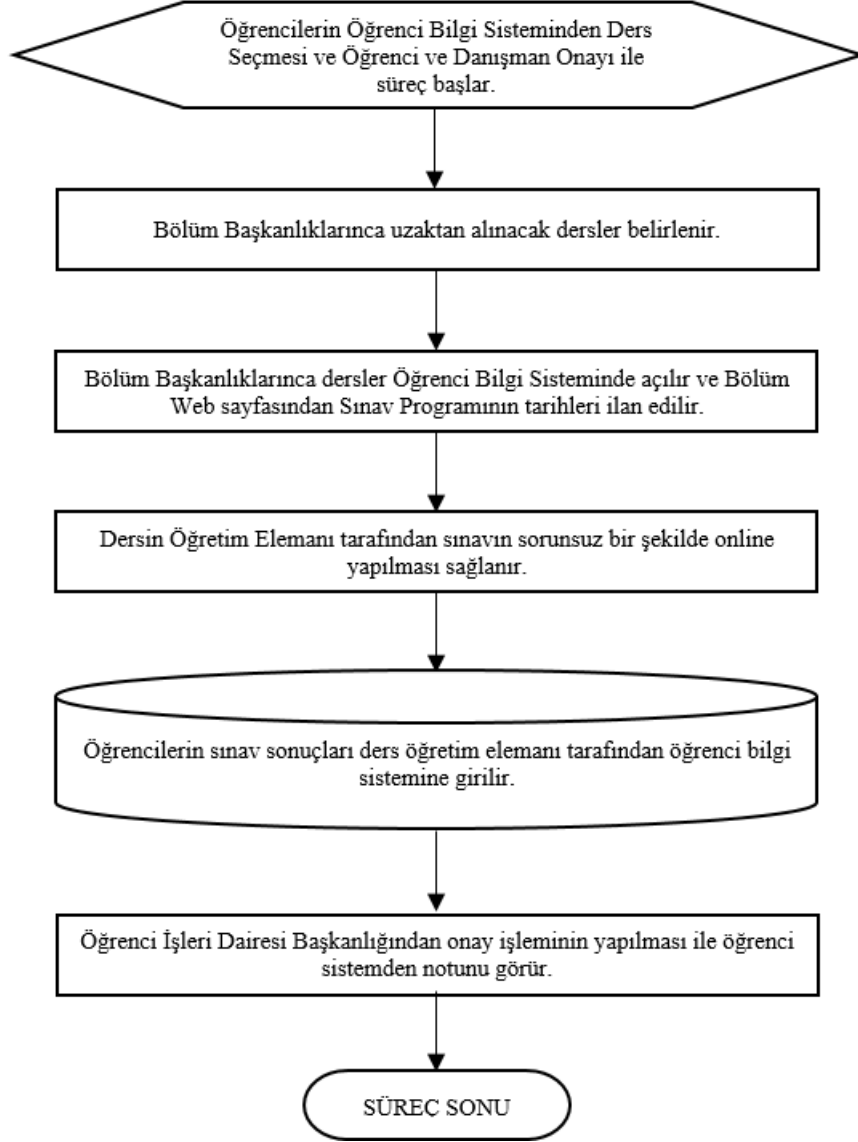 Öğrencilerin Öğrenci Bilgi Sisteminden Ders
Seçmesi ve Öğrenci ve Danışman Onayı ile
süreç başlar.
Bölüm Başkanlıklarınca uzaktan alınacak dersler belirlenir.
Bölüm Başkanlıklarınca dersler Öğrenci Bilgi Sisteminde açılır ve Bölüm
Web sayfasından Sınav Programının tarihleri ilan edilir.
Dersin Öğretim Elemanı tarafından sınavın sorunsuz bir şekilde online
yapılması sağlanır.
Öğrencilerin sınav sonuçları ders öğretim elemanı tarafından öğrenci bilgi
sistemine girilir.
Öğrenci İşleri Dairesi Başkanlığından onay işleminin yapılması ile öğrenci
sistemden notunu görür.
SÜREÇ SONU